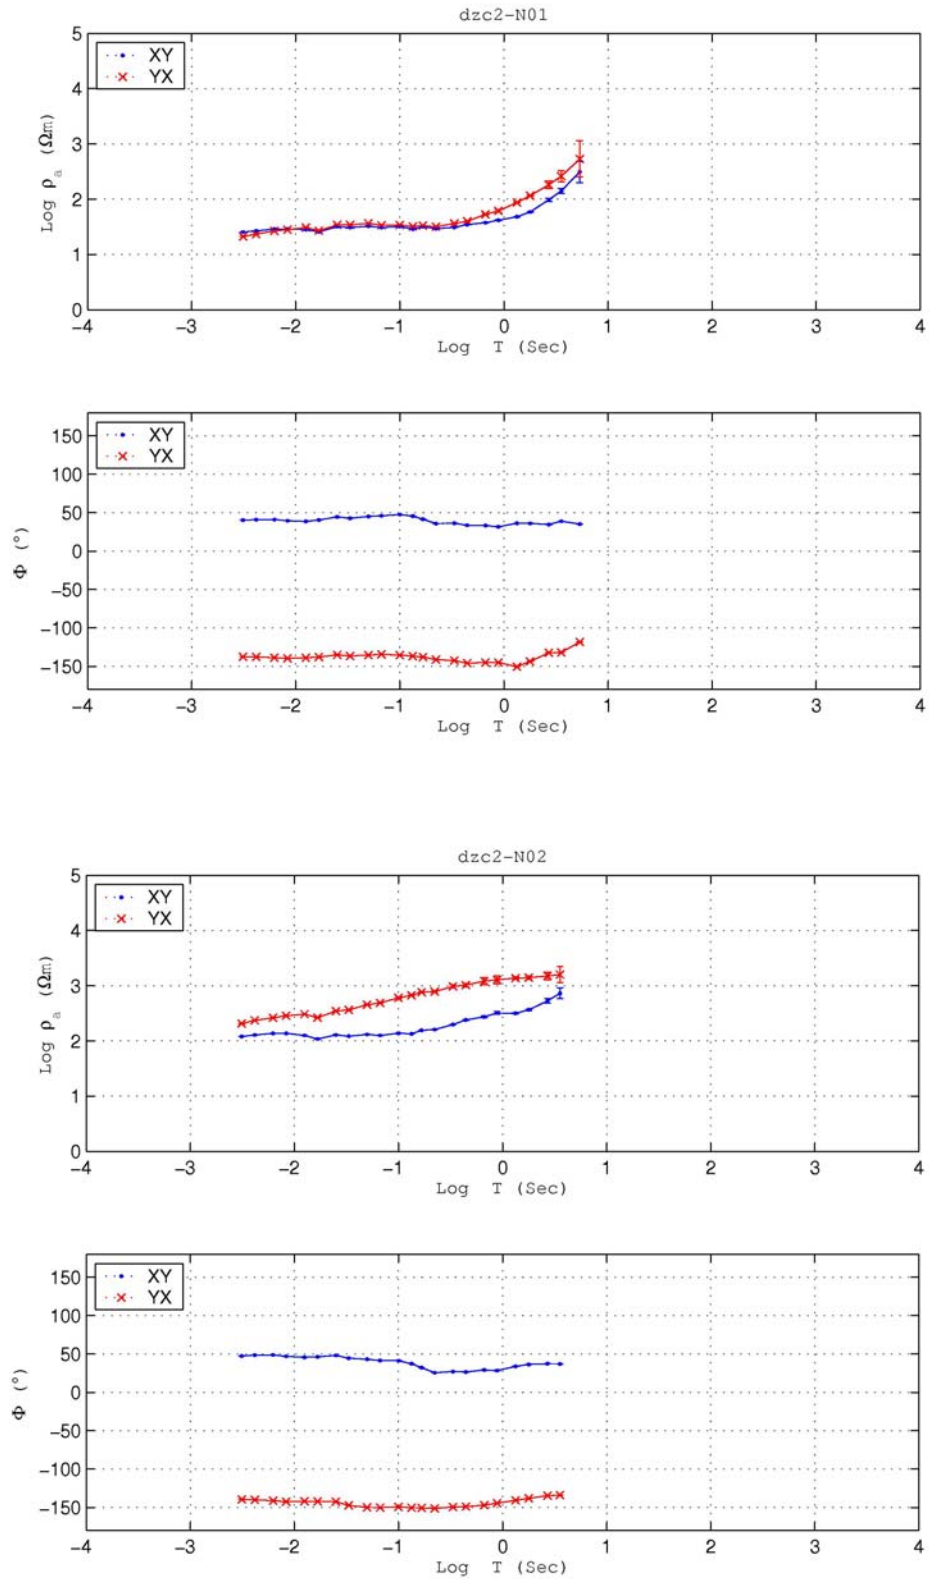 dzc2-N01
5
4
3
2
1
0
Log ρa (Ωm)
XY
YX
−4 −3 −2 −1 0 1 2 3 4
Log T (Sec)
150
100
50
0
−50
−100
−150
Φ (°)
XY
YX
−4 −3 −2 −1 0 1 2 3 4
Log T (Sec)
dzc2-N02
5
4
3
2
1
0
Log ρa (Ωm)
XY
YX
−4 −3 −2 −1 0 1 2 3 4
Log T (Sec)
150
100
50
0
−50
−100
−150
Φ (°)
XY
YX
−4 −3 −2 −1 0 1 2 3 4
Log T (Sec)